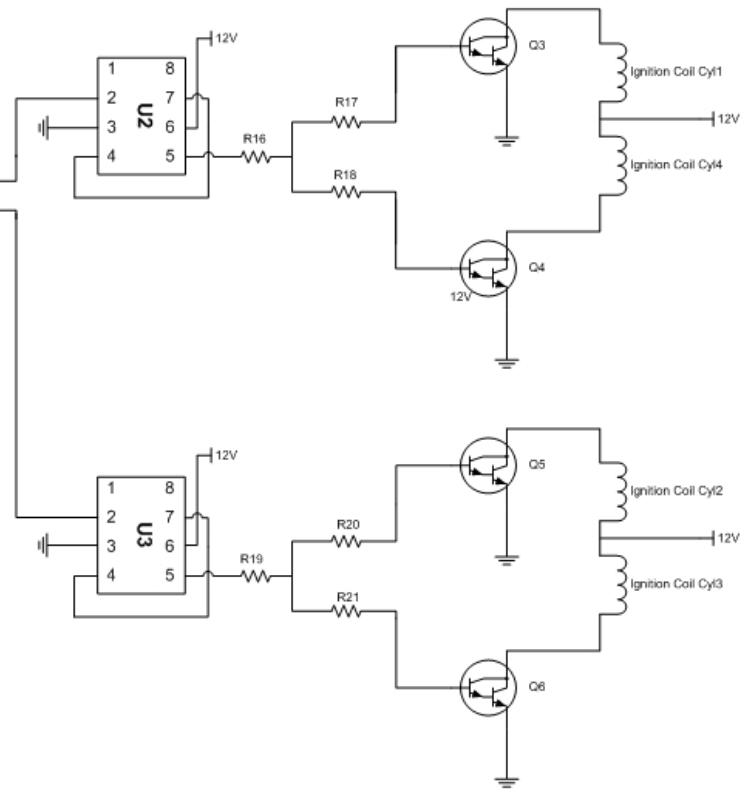 12V
1 8
2 7
3 6
4 5
U2
R16
R17
R18
Q3
Ignition Coil Cyl1
12V
Ignition Coil Cyl4
Q4
12V
12V
1 8
2 7
3 6
4 5
U3
R19
R20
R21
Q5
Ignition Coil Cyl2
12V
Ignition Coil Cyl3
Q6